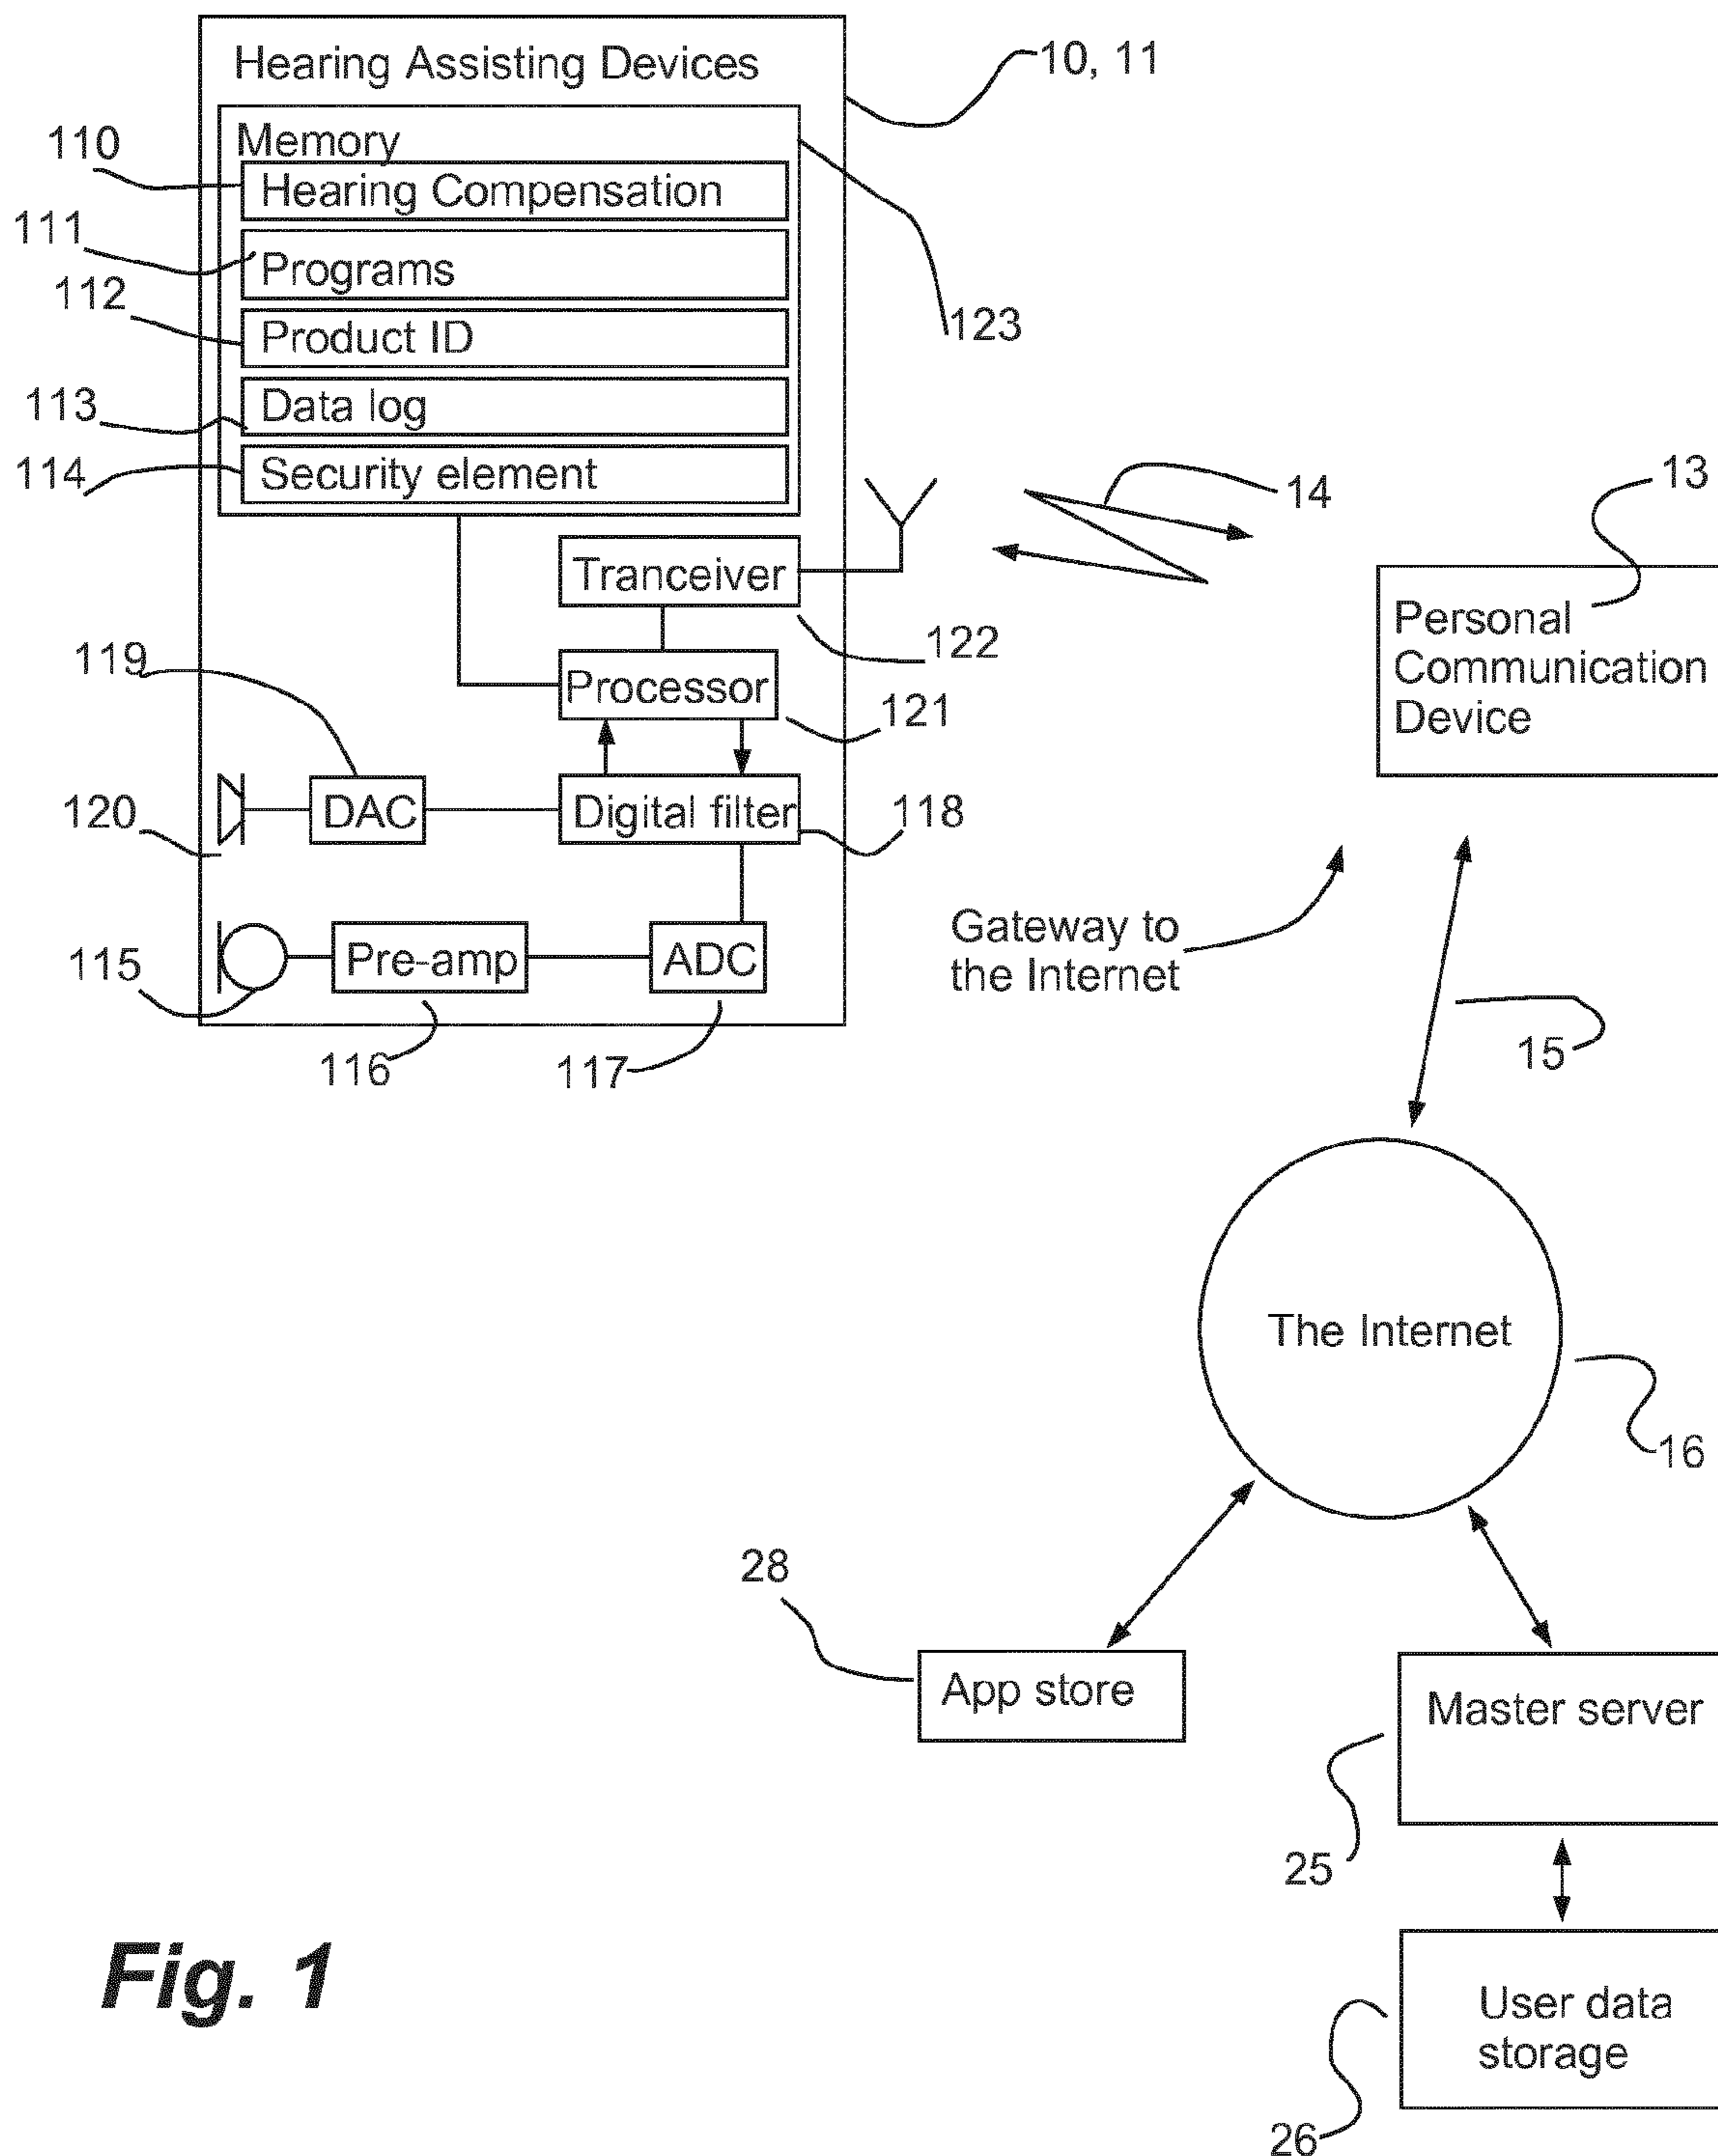 Hearing Assisting Devices
10, 11
Memory
110
Hearing Compensation
111
Programs
112
Product ID
123
113
Data log
114
Security element
14
13
Tranceiver
122
Personal
Communication
Device
119
Processor
121
120
DAC
Digital filter
118
Gateway to
the Internet
115
Pre-amp
ADC
116
117
15
The Internet
16
28
App store
Master server
25
Fig. 1
User data
storage
26